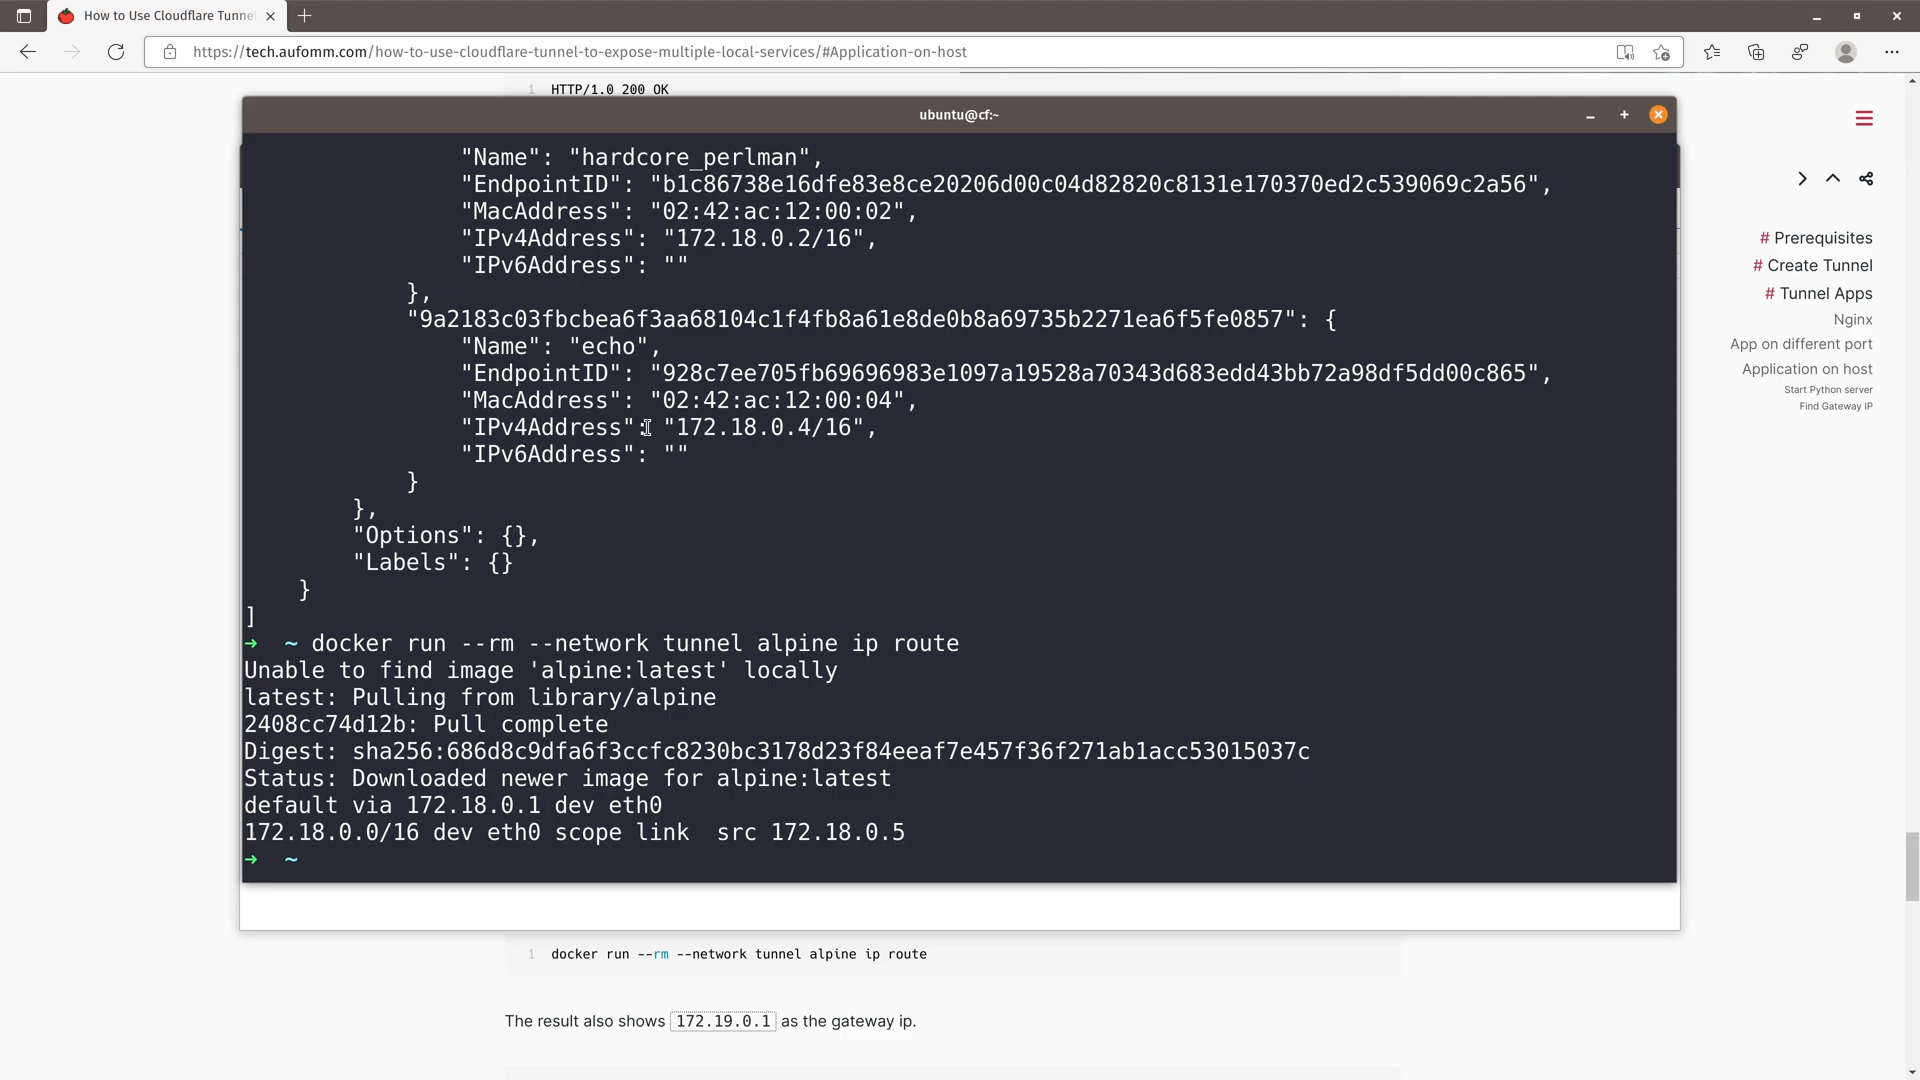 How to Use Cloudflare Tunne
https://tech.aufomm.com/how-to-use-cloudflare-tunnel-to-expose-multiple-local-services/#Application-on-host
1 HTTP/1.0 200 OK
ubuntu@cf:~
"Name": "hardcore_perlman",
"EndpointID": "b1c86738e16dfe83e8ce20206d00c04d82820c8131e170370ed2c539069c2a56",
"MacAddress": "02:42:ac:12:00:02",
"IPv4Address": "172.18.0.2/16",
"IPv6Address": ""
},
"9a2183c03fbcbea6f3aa68104c1f4fb8a61e8de0b8a69735b2271ea6f5fe0857": {
"Name": "echo",
"EndpointID": "928c7ee705fb69696983e1097a19528a70343d683edd43bb72a98df5dd00c865",
"MacAddress": "02:42:ac:12:00:04",
"IPv4Address": "172.18.0.4/16",
"IPv6Address": ""
}
},
"Options": {},
"Labels": {}
}
]
➜ ~ docker run --rm --network tunnel alpine ip route
Unable to find image 'alpine:latest' locally
latest: Pulling from library/alpine
2408cc74d12b: Pull complete
Digest: sha256:686d8c9dfa6f3ccfc8230bc3178d23f84eeaf7e457f36f271ab1acc53015037c
Status: Downloaded newer image for alpine:latest
default via 172.18.0.1 dev eth0
172.18.0.0/16 dev eth0 scope link  src 172.18.0.5
➜ ~
1 docker run --rm --network tunnel alpine ip route
The result also shows 172.19.0.1 as the gateway ip.
# Prerequisites
# Create Tunnel
# Tunnel Apps
Nginx
App on different port
Application on host
Start Python server
Find Gateway IP